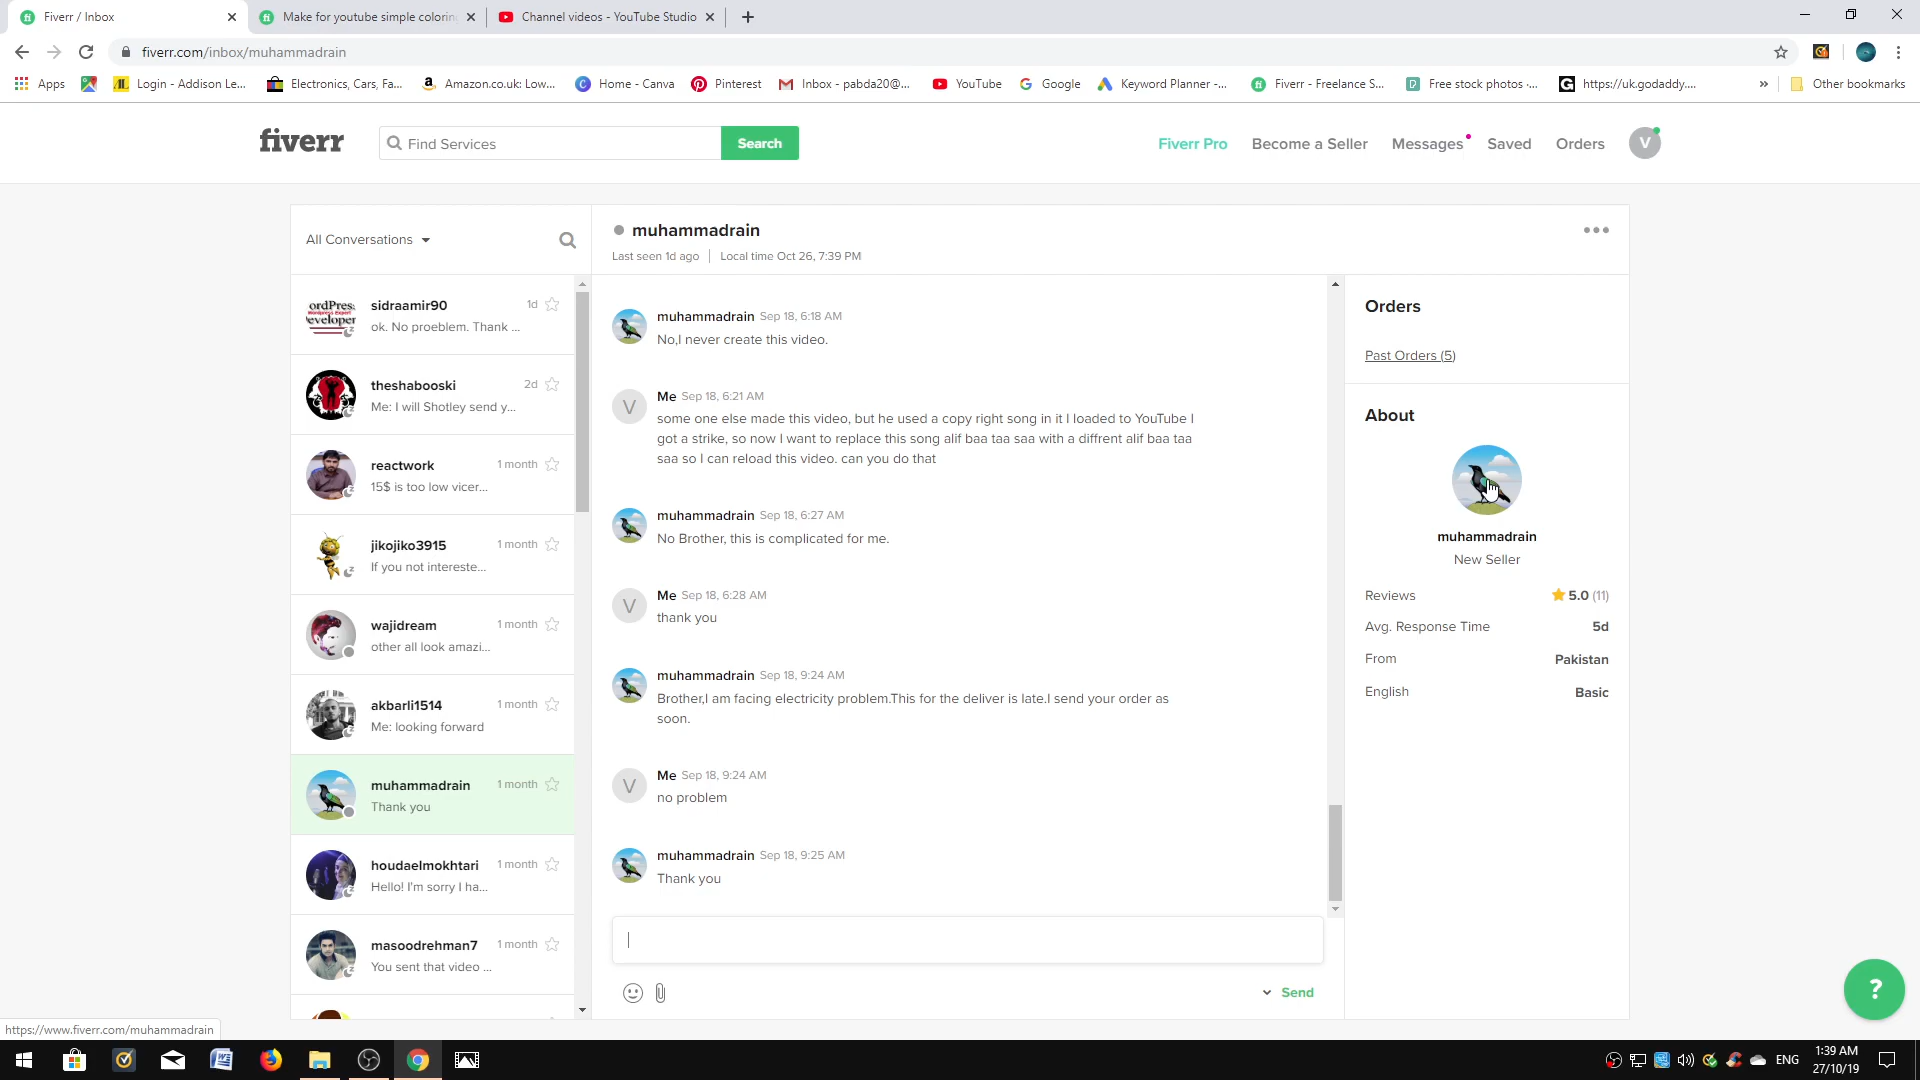 Fiverr / Inbox
Make for youtube simple coloring
Channel videos - YouTube Studio
fiverr.com/inbox/muhammadrain
Apps
Login - Addison Le...
Electronics, Cars, Fa...
Amazon.co.uk: Low...
Home - Canva
Pinterest
Inbox - pabda20@...
YouTube
Google
Keyword Planner -...
Fiverr - Freelance S...
Free stock photos ·...
https://uk.godaddy....
»
Other bookmarks
fiverr
Find Services
Search
Fiverr Pro
Become a Seller
Messages
Saved
Orders
V
All Conversations
muhammadrain
Last seen 1d ago | Local time Oct 26, 7:39 PM
sidraamir90 1d
ok. No proeblem. Thank ...
theshabooski 2d
Me: I will Shotley send y...
reactwork 1 month
15$ is too low vicer...
jikojiko3915 1 month
If you not intereste...
wajidream 1 month
other all look amazi...
akbarli1514 1 month
Me: looking forward
muhammadrain 1 month
Thank you
houdaelmokhtari 1 month
Hello! I'm sorry I ha...
masoodrehman7 1 month
You sent that video ...
muhammadrain Sep 18, 6:18 AM
No,I never create this video.
V
Me Sep 18, 6:21 AM
some one else made this video, but he used a copy right song in it I loaded to YouTube I
got a strike, so now I want to replace this song alif baa taa saa with a diffrent alif baa taa
saa so I can reload this video. can you do that
muhammadrain Sep 18, 6:27 AM
No Brother, this is complicated for me.
V
Me Sep 18, 6:28 AM
thank you
muhammadrain Sep 18, 9:24 AM
Brother,I am facing electricity problem.This for the deliver is late.I send your order as
soon.
V
Me Sep 18, 9:24 AM
no problem
muhammadrain Sep 18, 9:25 AM
Thank you
Send
Orders
Past Orders (5)
About
muhammadrain
New Seller
Reviews 5.0 (11)
Avg. Response Time 5d
From Pakistan
English Basic
?
https://www.fiverr.com/muhammadrain
ENG
1:39 AM
27/10/19